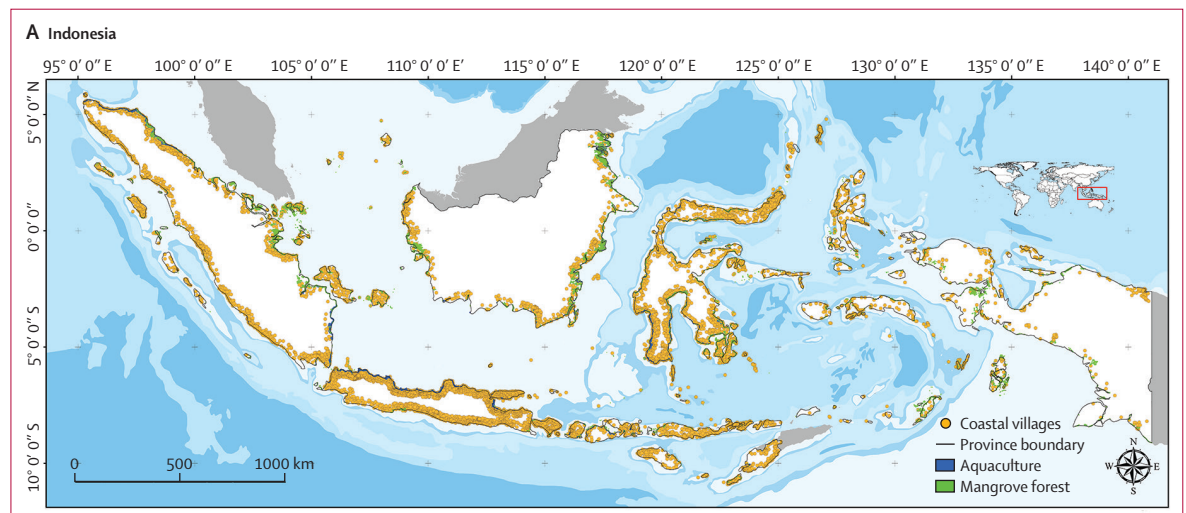 A Indonesia
95° 0′ 0″ E 100° 0′ 0″ E 105° 0′ 0″ E 110° 0′ 0″ E 115° 0′ 0″ E 120° 0′ 0″ E 125° 0′ 0″ E 130° 0′ 0″ E 135° 0′ 0″ E 140° 0′ 0″ E
5° 0′ 0″ N
0° 0′ 0″
5° 0′ 0″ S
10° 0′ 0″ S
0 500 1000 km
Coastal villages
Province boundary
Aquaculture
Mangrove forest
N
W E
S